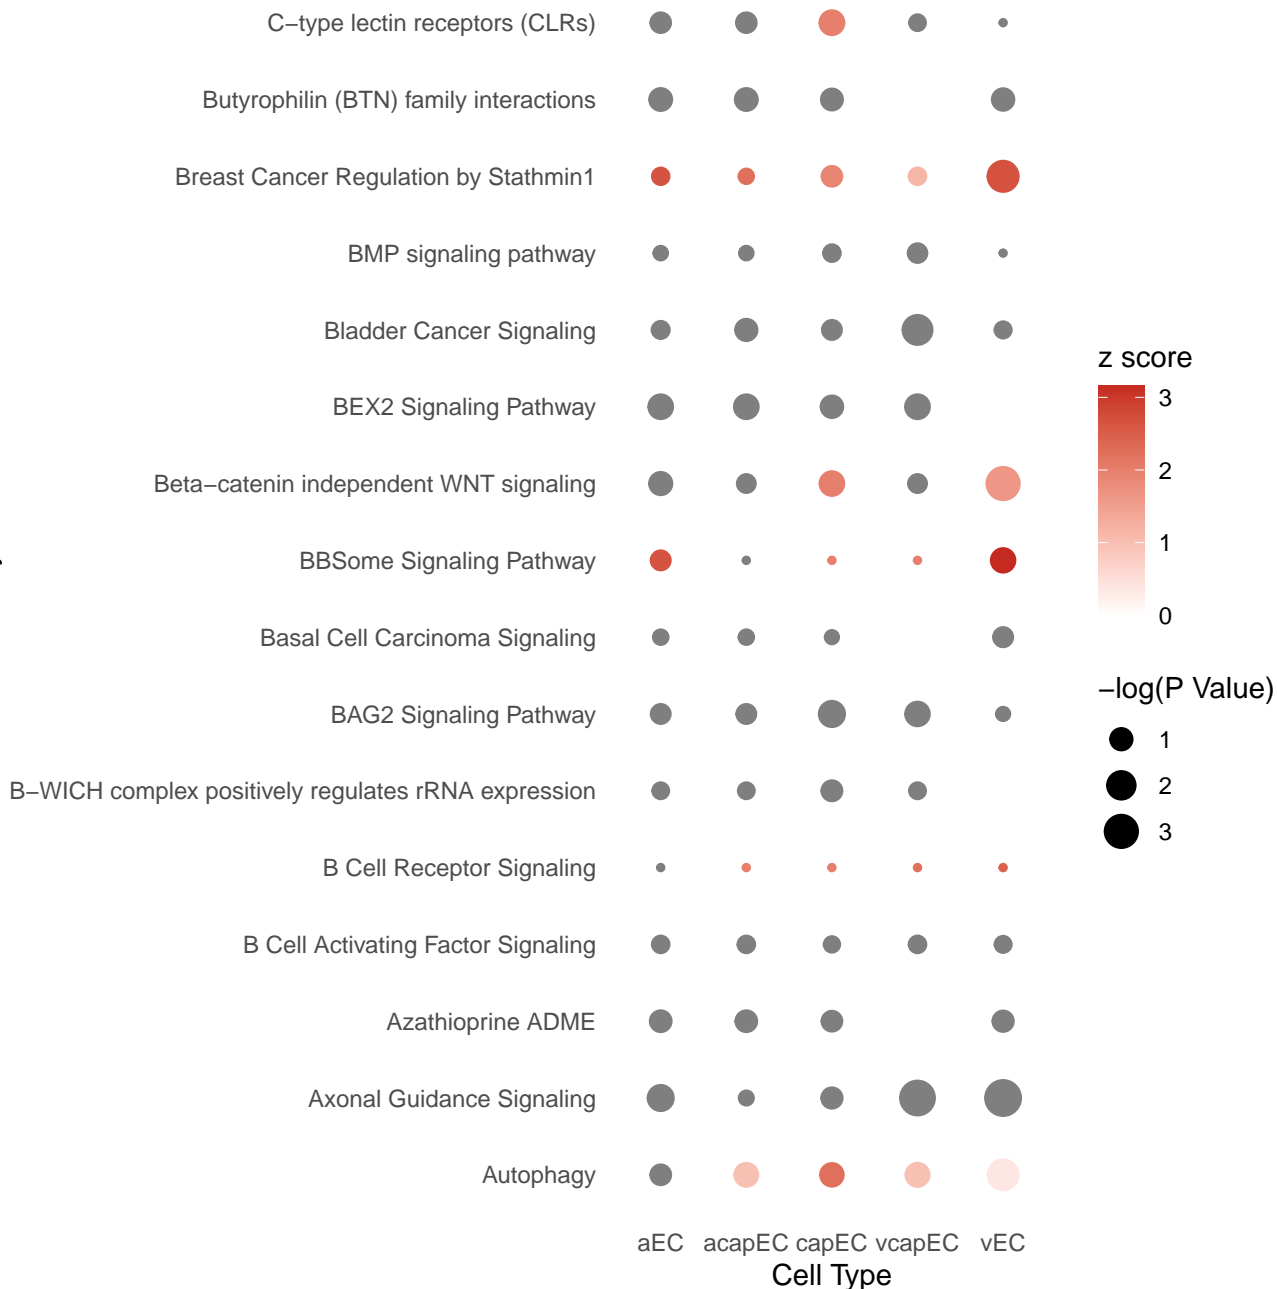 C−type lectin receptors (CLRs)
Butyrophilin (BTN) family interactions
Breast Cancer Regulation by Stathmin1
BMP signaling pathway
Bladder Cancer Signaling
BEX2 Signaling Pathway
Beta−catenin independent WNT signaling
BBSome Signaling Pathway
Basal Cell Carcinoma Signaling
BAG2 Signaling Pathway
B−WICH complex positively regulates rRNA expression
B Cell Receptor Signaling
B Cell Activating Factor Signaling
Azathioprine ADME
Axonal Guidance Signaling
Autophagy
aEC acapEC capEC vcapEC vEC
Cell Type
z score
3
2
1
0
−log(P Value)
1
2
3